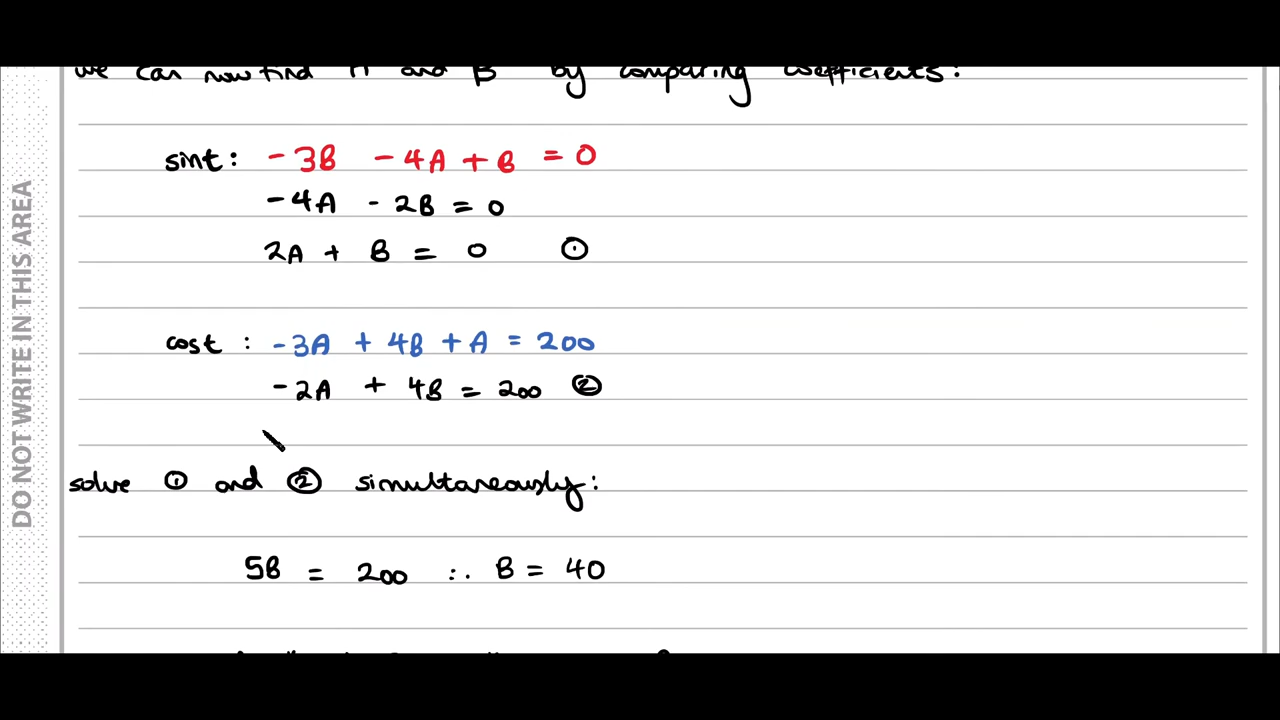 we can now find A and B by comparing coefficients:
sint: -3B -4A + B = 0
-4A - 2B = 0
2A + B = 0 ①
cost: -3A + 4B + A = 200
-2A + 4B = 200 ②
solve ① and ② simultaneously:
5B = 200 ∴ B = 40
DO NOT WRITE IN THIS AREA